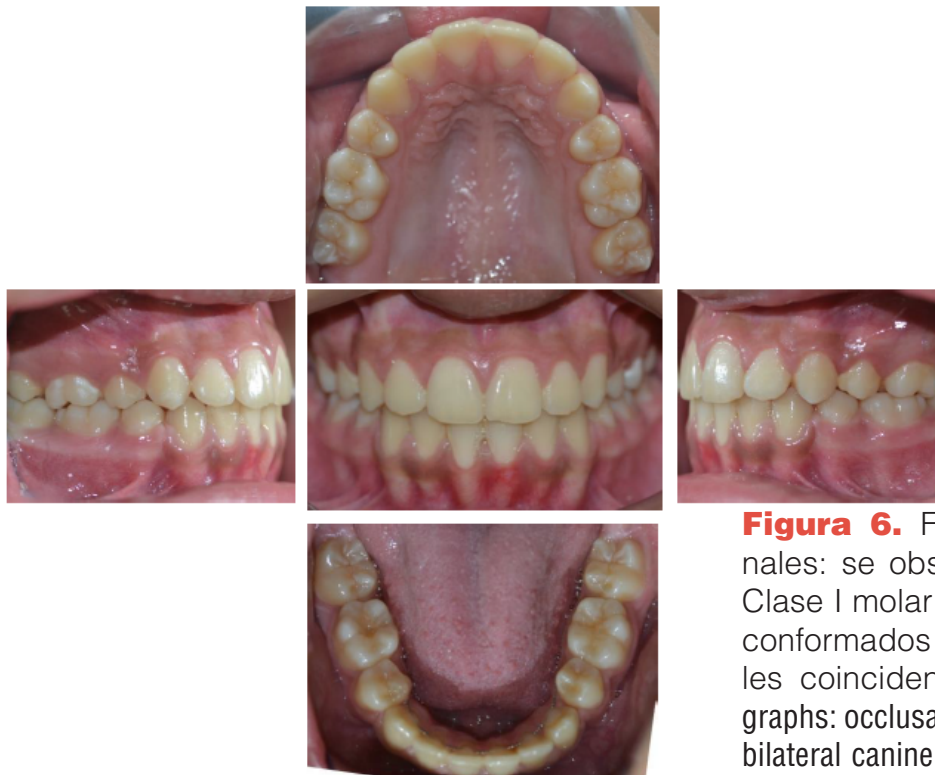 Figura 6.
nales: se obs
Clase I molar
conformados
les coinciden
graphs: occlusa
bilateral canine